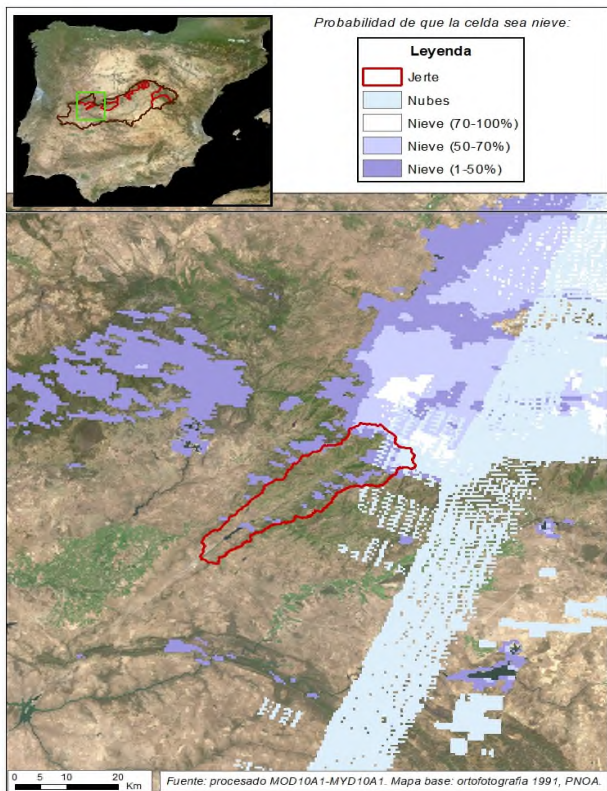 Probabilidad de que la celda sea nieve:
Leyenda
Jerte
Nubes
Nieve (70-100%)
Nieve (50-70%)
Nieve (1-50%)
0 5 10 20
Km
Fuente: procesado MOD10A1-MYD10A1. Mapa base: ortofotografia 1991, PNOA.